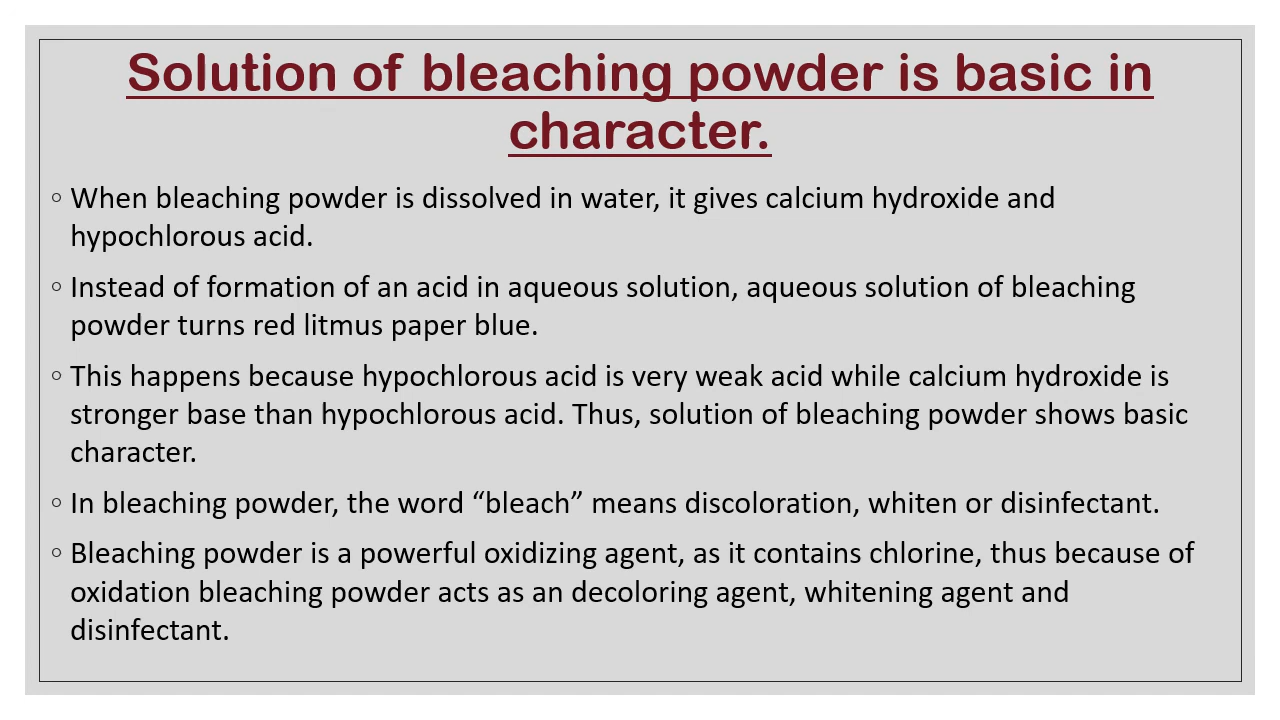 Solution of bleaching powder is basic in
character.
◦ When bleaching powder is dissolved in water, it gives calcium hydroxide and
hypochlorous acid.
◦ Instead of formation of an acid in aqueous solution, aqueous solution of bleaching
powder turns red litmus paper blue.
◦ This happens because hypochlorous acid is very weak acid while calcium hydroxide is
stronger base than hypochlorous acid. Thus, solution of bleaching powder shows basic
character.
◦ In bleaching powder, the word “bleach” means discoloration, whiten or disinfectant.
◦ Bleaching powder is a powerful oxidizing agent, as it contains chlorine, thus because of
oxidation bleaching powder acts as an decoloring agent, whitening agent and
disinfectant.